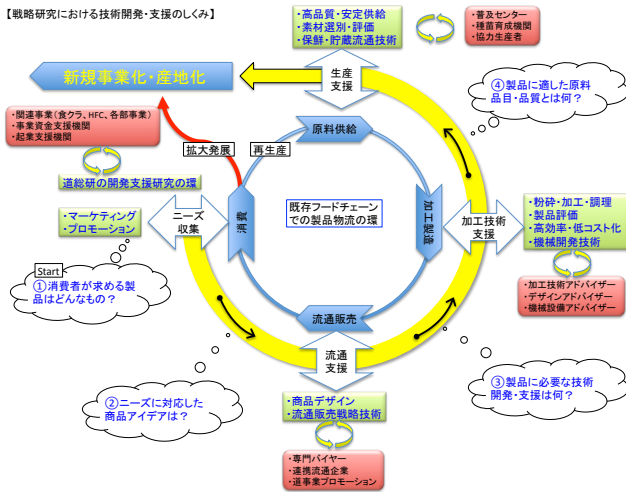 【戦略研究における技術開発・支援のしくみ】
・高品質・安定供給
・素材選別・評価
・保鮮・貯蔵流通技術
・普及センター
・種苗育成機関
・協力生産者
新規事業化・産地化
生産
支援
④製品に適した原料
品目・品質とは何？
・関連事業(食クラ、HFC、各部事業)
・事業資金支援機関
・起業支援機関
拡大発展
再生産
原料供給
道総研の開発支援研究の環
・マーケティング
・プロモーション
ニーズ
収集
消費
既存フードチェーン
での製品物流の環
加工製造
加工技術
支援
・粉砕・加工・調理
・製品評価
・高効率・低コスト化
・機械開発技術
Start
①消費者が求める製
品はどんなもの？
・加工技術アドバイザー
・デザインアドバイザー
・機械設備アドバイザー
流通販売
流通
支援
②ニーズに対応した
商品アイデアは？
③製品に必要な技術
開発・支援は何？
・商品デザイン
・流通販売戦略技術
・専門バイヤー
・連携流通企業
・道事業プロモーション